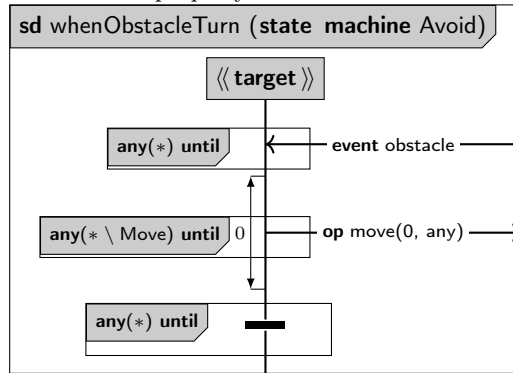 sd whenObstacleTurn (state machine Avoid)
⟪target⟫
any(∗) until
event obstacle
any(∗ \ Move) until
0
op move(0, any)
any(∗) until